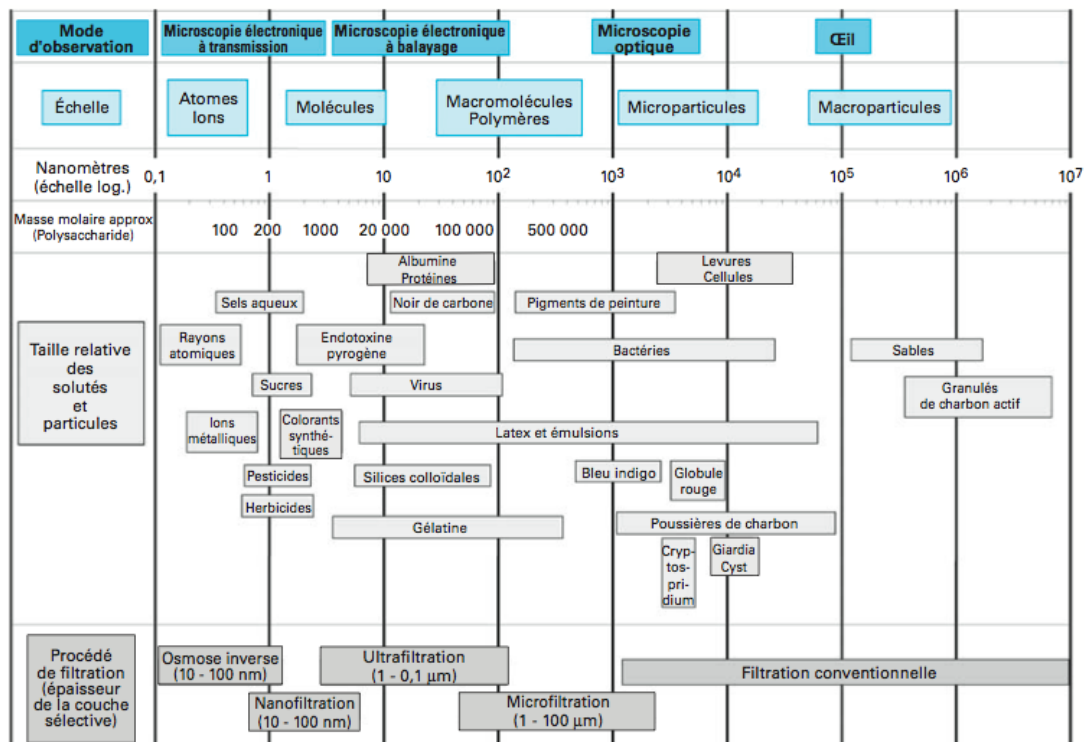 Mode
d'observation
Microscopie électronique
à transmission
Microscopie électronique
à balayage
Microscopie
optique
Œil
Échelle
Atomes
Ions
Molécules
Macromolécules
Polymères
Microparticules
Macroparticules
Nanomètres
(échelle log.)
0,1 1 10 10² 10³ 10⁴ 10⁵ 10⁶ 10⁷
Masse molaire approx
(Polysaccharide)
100 200 1000 20 000 100 000 500 000
Taille relative
des
solutés
et
particules
Albumine
Protéines
Levures
Cellules
Sels aqueux
Noir de carbone
Pigments de peinture
Rayons
atomiques
Endotoxine
pyrogène
Bactéries
Sables
Sucres
Virus
Granulés
de charbon actif
Ions
métalliques
Colorants
synthé-
tiques
Latex et émulsions
Pesticides
Silices colloïdales
Bleu indigo
Globule
rouge
Herbicides
Gélatine
Poussières de charbon
Cryp-
tos-
pri-
dium
Giardia
Cyst
Procédé
de filtration
(épaisseur
de la couche
sélective)
Osmose inverse
(10 - 100 nm)
Ultrafiltration
(1 - 0,1 μm)
Filtration conventionnelle
Nanofiltration
(10 - 100 nm)
Microfiltration
(1 - 100 μm)